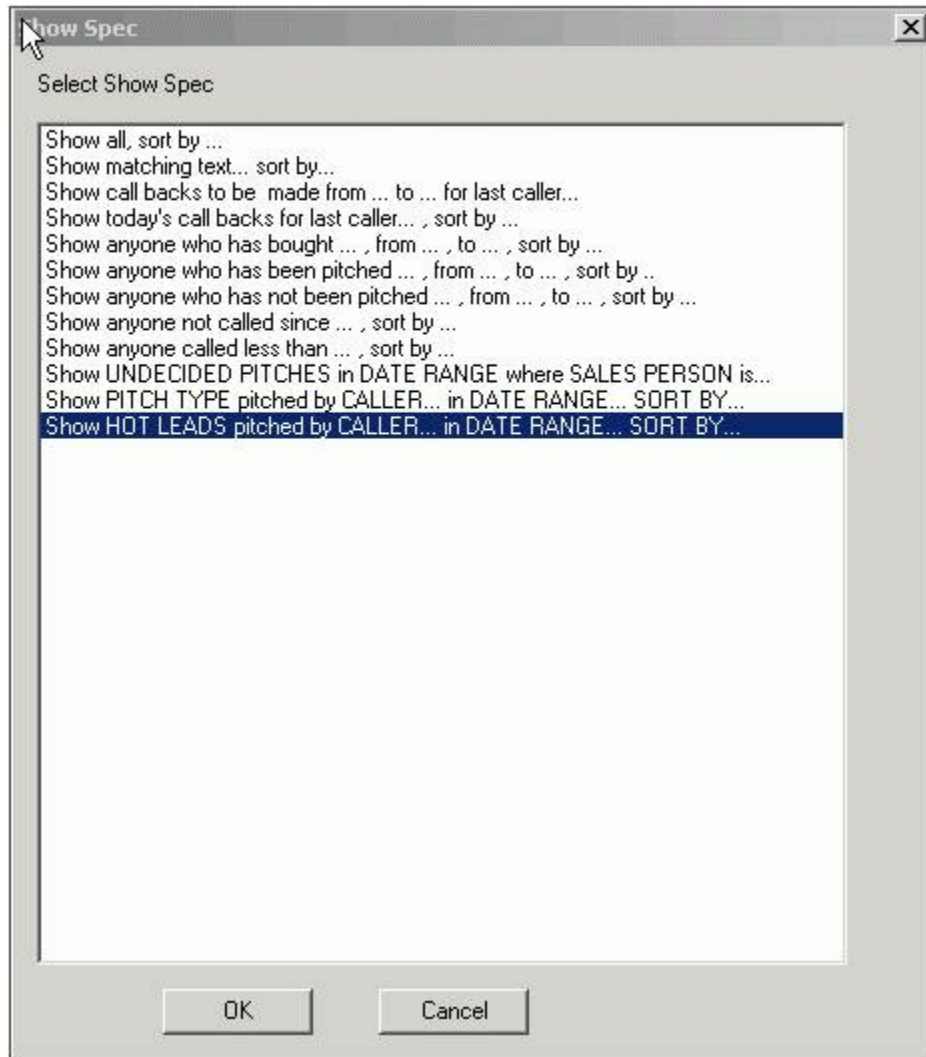 Show Spec
Select Show Spec
Show all, sort by ...
Show matching text... sort by...
Show call backs to be  made from ... to ... for last caller...
Show today's call backs for last caller... , sort by ...
Show anyone who has bought ... , from ... , to ... , sort by ...
Show anyone who has been pitched ... , from ... , to ... , sort by ..
Show anyone who has not been pitched ... , from ... , to ... , sort by ...
Show anyone not called since ... , sort by ...
Show anyone called less than ... , sort by ...
Show UNDECIDED PITCHES in DATE RANGE where SALES PERSON is...
Show PITCH TYPE pitched by CALLER... in DATE RANGE... SORT BY...
Show HOT LEADS pitched by CALLER... in DATE RANGE... SORT BY...
OK Cancel